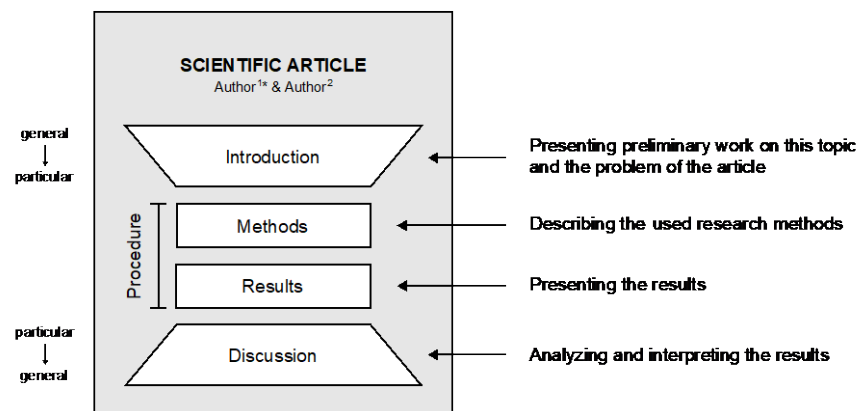 SCIENTIFIC ARTICLE
Author1* & Author2
general
particular
Introduction
Presenting preliminary work on this topic
and the problem of the article
Procedure
Methods
Describing the used research methods
Results
Presenting the results
particular
general
Discussion
Analyzing and interpreting the results